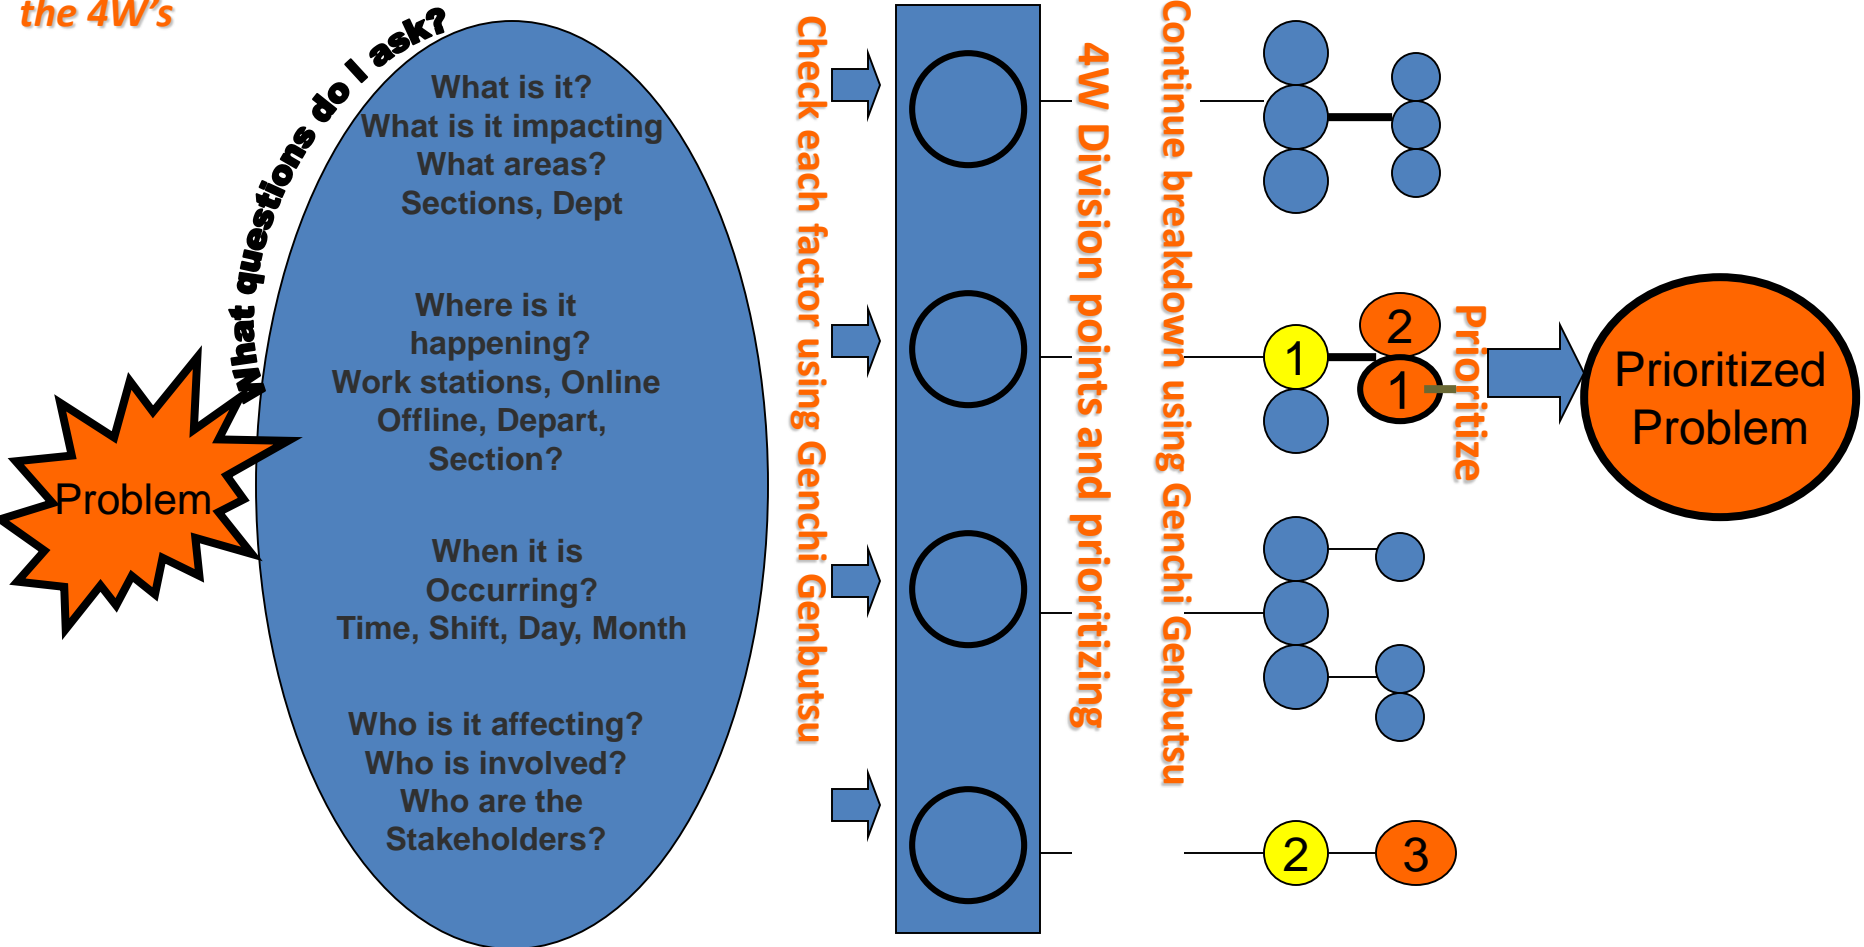 the 4W's
What questions do I ask?
Problem
What is it?
What is it impacting
What areas?
Sections, Dept
Where is it
happening?
Work stations, Online
Offline, Depart,
Section?
When it is
Occurring?
Time, Shift, Day, Month
Who is it affecting?
Who is involved?
Who are the
Stakeholders?
Check each factor using Genchi Genbutsu
4W Division points and prioritizing
Continue breakdown using Genchi Genbutsu
1
2
1
2
3
Prioritize
Prioritized
Problem